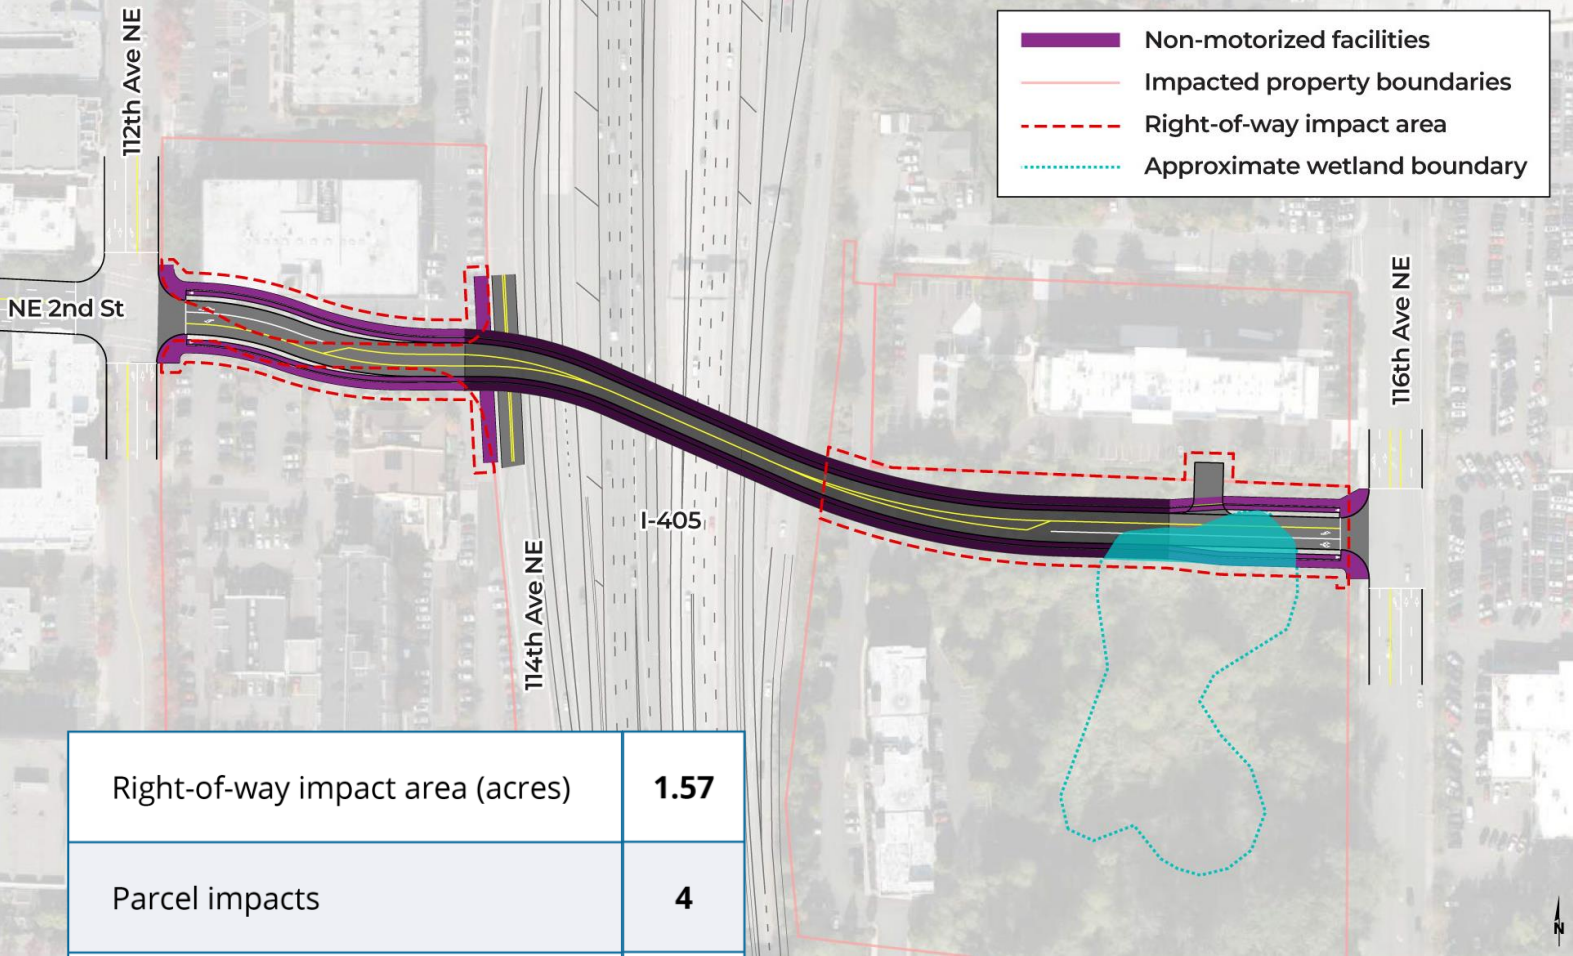 112th Ave NE
Non-motorized facilities
Impacted property boundaries
Right-of-way impact area
Approximate wetland boundary
NE 2nd St
116th Ave NE
I-405
114th Ave NE
Right-of-way impact area (acres) 1.57
Parcel impacts 4
N